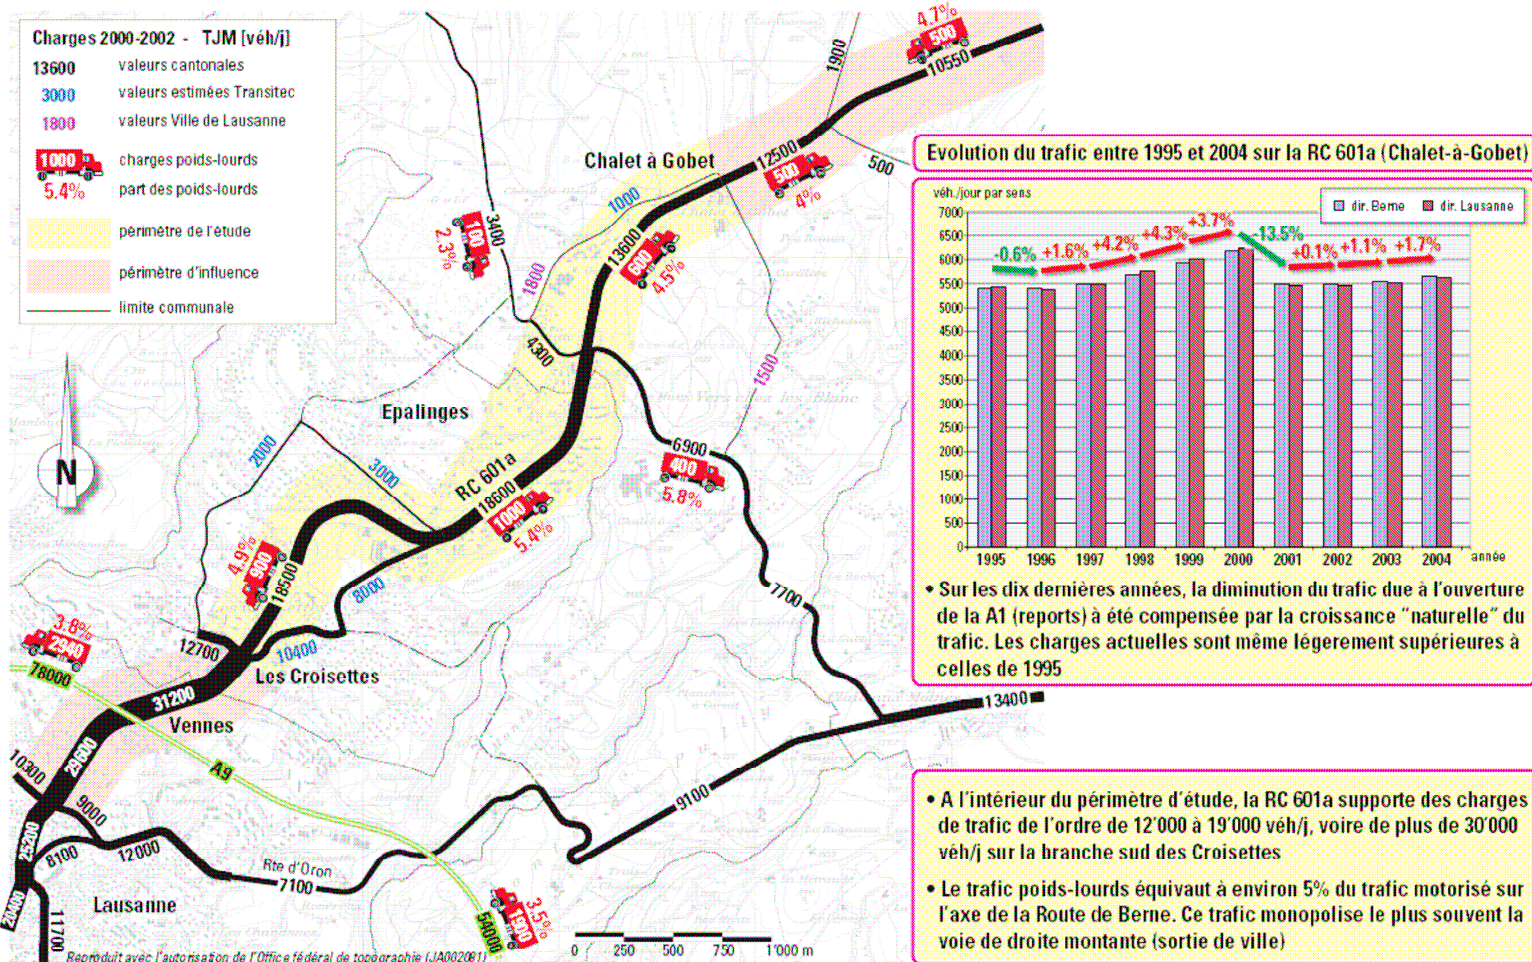 Charges 2000-2002 - TJM [véh/j]
13600 valeurs cantonales
3000 valeurs estimées Transitec
1800 valeurs Ville de Lausanne
1000 charges poids-lourds
5.4% part des poids-lourds
périmètre de l'étude
périmètre d'influence
limite communale
4.7%
500
10550
1900
12500
500
4%
500
Chalet à Gobet
1000
13600
600
4.5%
3400
100
2.3%
1800
4300
1500
Epalinges
2000
3000
RC 601a
18600
1000
5.4%
6900
400
5.8%
N
4.9%
900
18500
8000
7700
3.8%
2940
78000
12700
10400
Les Croisettes
31200
Vennes
13400
29600
A9
10300
9000
9100
25200
8100
12000
Rte d'Oron
7100
Lausanne
20400
11700
54000
1900
3.5%
0 250 500 750 1'000 m
Reproduit avec l'autorisation de l'Office fédéral de topographie (JA002081)
Evolution du trafic entre 1995 et 2004 sur la RC 601a (Chalet-à-Gobet)
véh./jour par sens
dir. Berne dir. Lausanne
7000
6500
6000
5500
5000
4500
4000
3500
3000
2500
2000
1500
1000
500
0
-0.6% +1.6% +4.2% +4.3% +3.7% -13.5% +0.1% +1.1% +1.7%
1995 1996 1997 1998 1999 2000 2001 2002 2003 2004 année
• Sur les dix dernières années, la diminution du trafic due à l'ouverture
de la A1 (reports) à été compensée par la croissance "naturelle" du
trafic. Les charges actuelles sont même légerement supérieures à
celles de 1995
• A l'intérieur du périmètre d'étude, la RC 601a supporte des charges
de trafic de l'ordre de 12'000 à 19'000 véh/j, voire de plus de 30'000
véh/j sur la branche sud des Croisettes
• Le trafic poids-lourds équivaut à environ 5% du trafic motorisé sur
l'axe de la Route de Berne. Ce trafic monopolise le plus souvent la
voie de droite montante (sortie de ville)